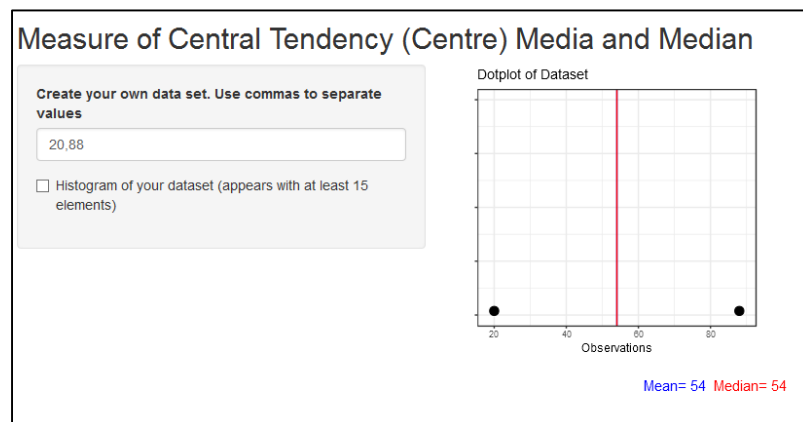 Measure of Central Tendency (Centre) Media and Median
Create your own data set. Use commas to separate
values
20,88
Histogram of your dataset (appears with at least 15
elements)
Dotplot of Dataset
20 40 60 80
Observations
Mean= 54 Median= 54